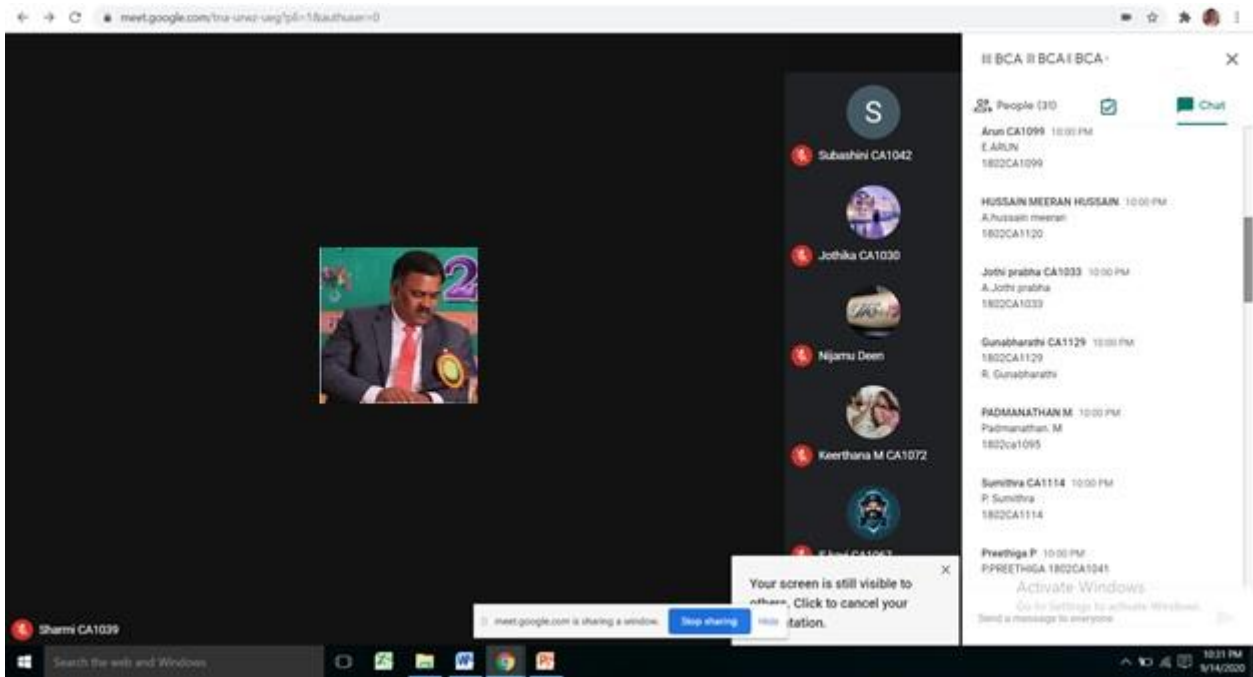 meet.google.com/tna-urwz-
S
Subashini CA1042
Jothika CA1030
Nijamu Deen
Keerthana M CA1072
Sharmi CA1039
2
III BCA II BCA I BCA
People (31)
Chat
Arun CA1099 10:00 PM
E.ARUN
1802CA1099
HUSSAIN MEERAN HUSSAIN 10:00 PM
A.hussain meeran
1802CA1120
Jothi prabha CA1033 10:00 PM
A.Jothi prabha
1802CA1033
Gunabharathi CA1129 10:00 PM
1802CA1129
R. Gunabharathi
PADMANATHAN M 10:00 PM
Padmanathan. M
1802ca1095
Sumithra CA1114 10:00 PM
P. Sumithra
1802CA1114
Preethiga P 10:00 PM
P.PREETHIGA 1802CA1041
Activate Windows
Go to Settings to activate Windows.
Send a message to everyone
Your screen is still visible to
others. Click to cancel your
tation.
meet.google.com is sharing a window.
Stop sharing
Hide
Search the web and Windows
10:31 PM
9/14/2020